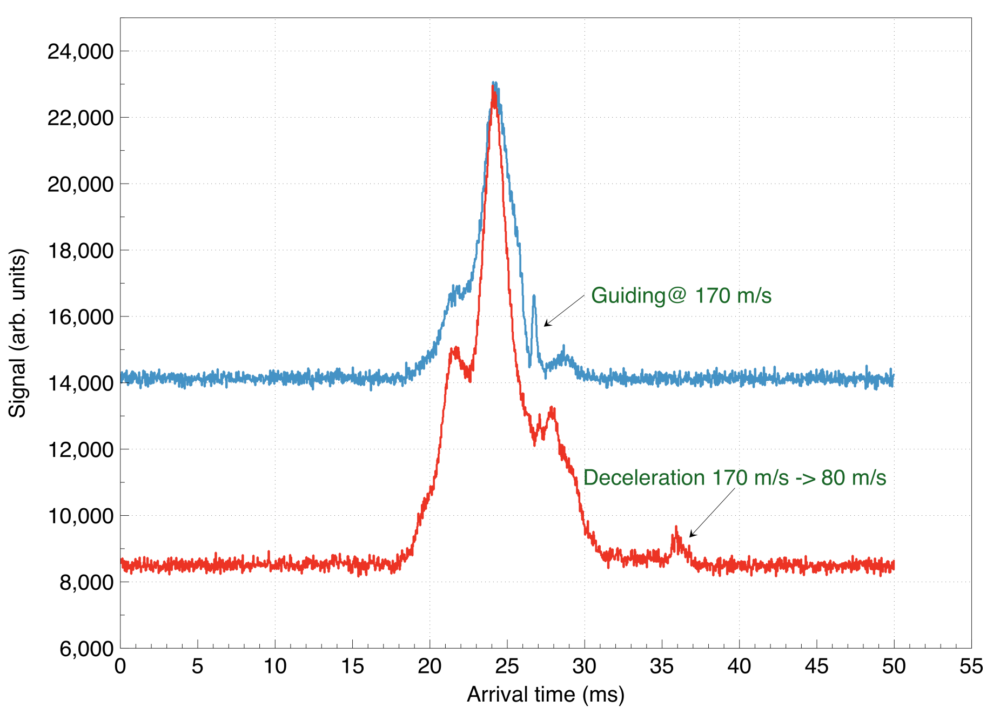 24,000
22,000
20,000
18,000
16,000
14,000
12,000
10,000
8,000
6,000
Signal (arb. units)
Guiding@ 170 m/s
Deceleration 170 m/s -> 80 m/s
0 5 10 15 20 25 30 35 40 45 50 55
Arrival time (ms)